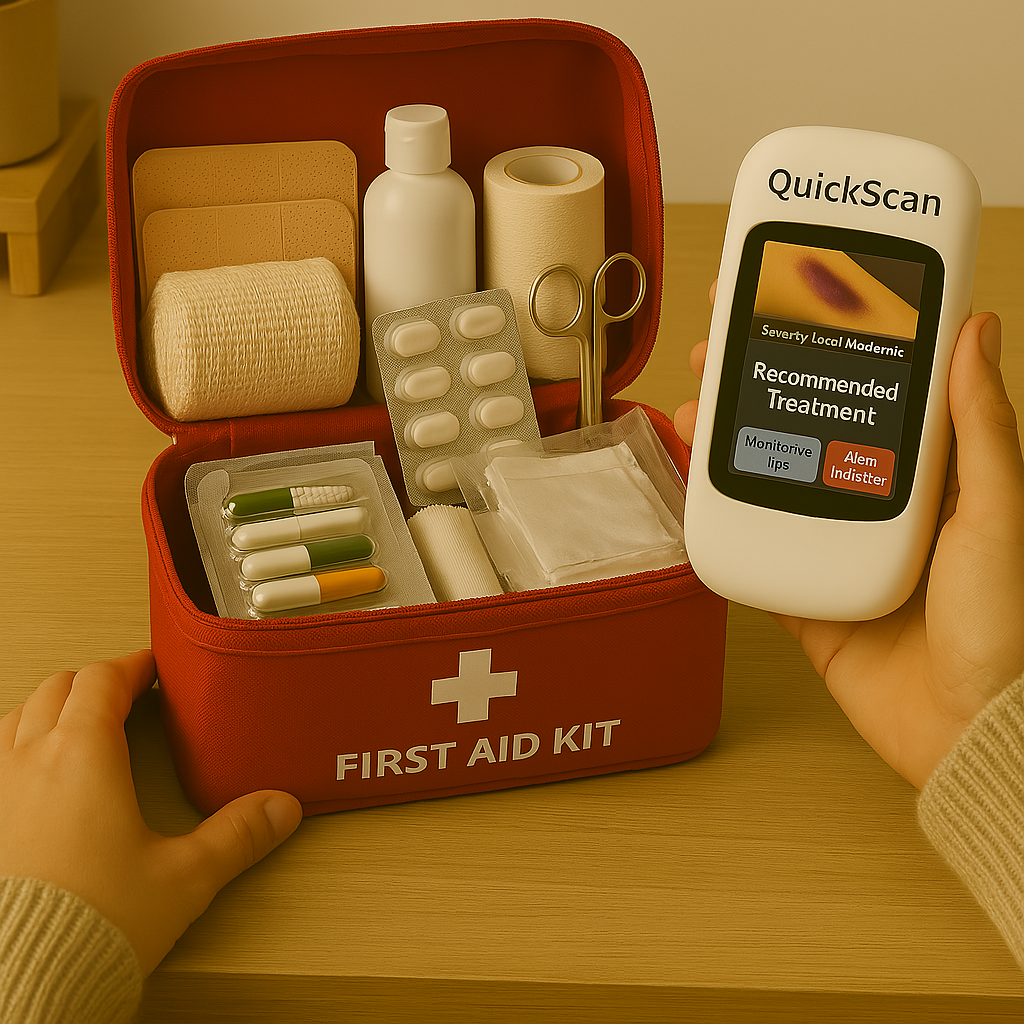 QuickScan
Severty Local Modernic
Recommended
Treatment
Monitorive
lips
Alem
Indistter
FIRST AID KIT